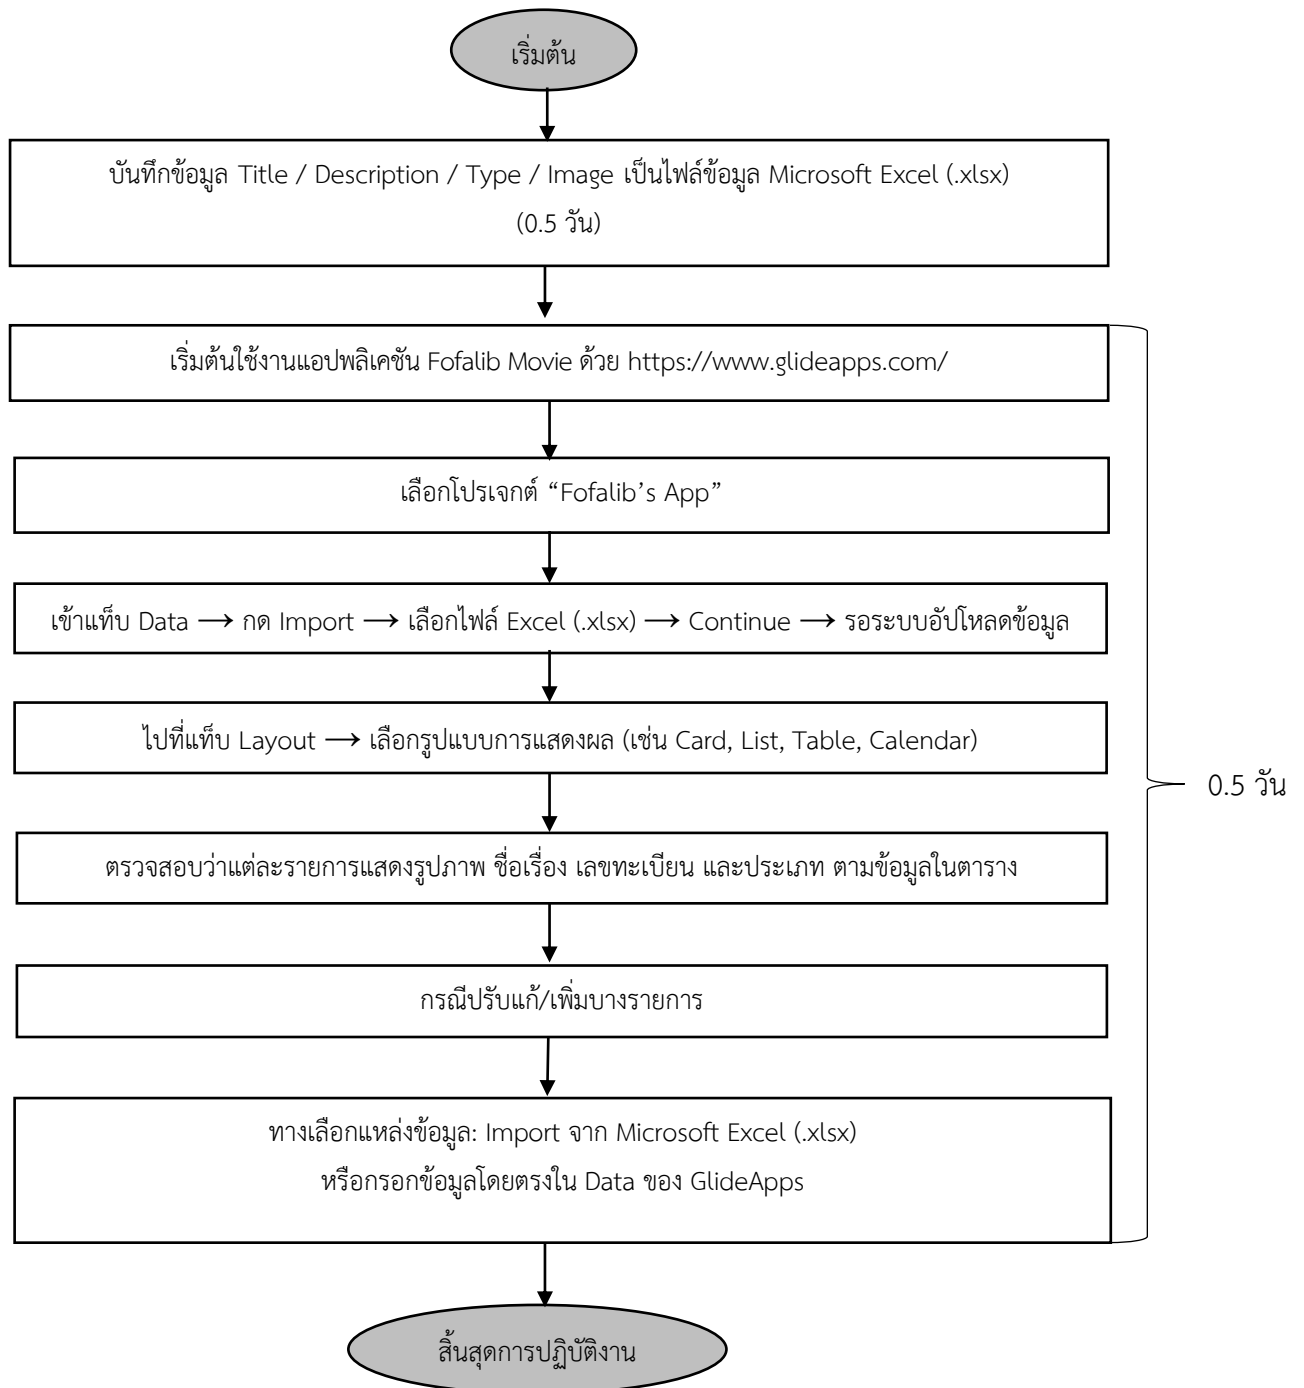 เริ่มต้น
บันทึกข้อมูล Title / Description / Type / Image เป็นไฟล์ข้อมูล Microsoft Excel (.xlsx)
(0.5 วัน)
เริ่มต้นใช้งานแอปพลิเคชัน Fofalib Movie ด้วย https://www.glideapps.com/
เลือกโปรเจกต์ “Fofalib’s App”
เข้าแท็บ Data → กด Import → เลือกไฟล์ Excel (.xlsx) → Continue → รอระบบอัปโหลดข้อมูล
ไปที่แท็บ Layout → เลือกรูปแบบการแสดงผล (เช่น Card, List, Table, Calendar)
0.5 วัน
ตรวจสอบว่าแต่ละรายการแสดงรูปภาพ ชื่อเรื่อง เลขทะเบียน และประเภท ตามข้อมูลในตาราง
กรณีปรับแก้/เพิ่มบางรายการ
ทางเลือกแหล่งข้อมูล: Import จาก Microsoft Excel (.xlsx)
หรือกรอกข้อมูลโดยตรงใน Data ของ GlideApps
สิ้นสุดการปฏิบัติงาน